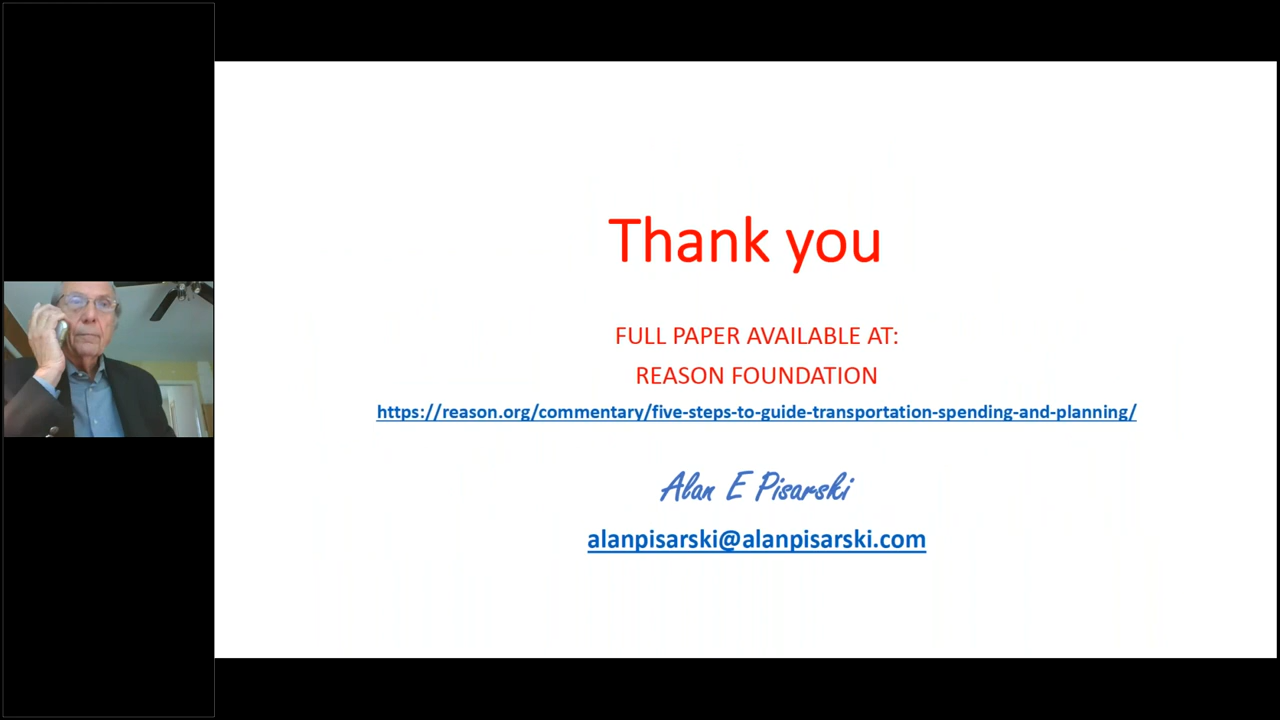 Thank you
FULL PAPER AVAILABLE AT:
REASON FOUNDATION
https://reason.org/commentary/five-steps-to-guide-transportation-spending-and-planning/
Alan E Pisarski
alanpisarski@alanpisarski.com